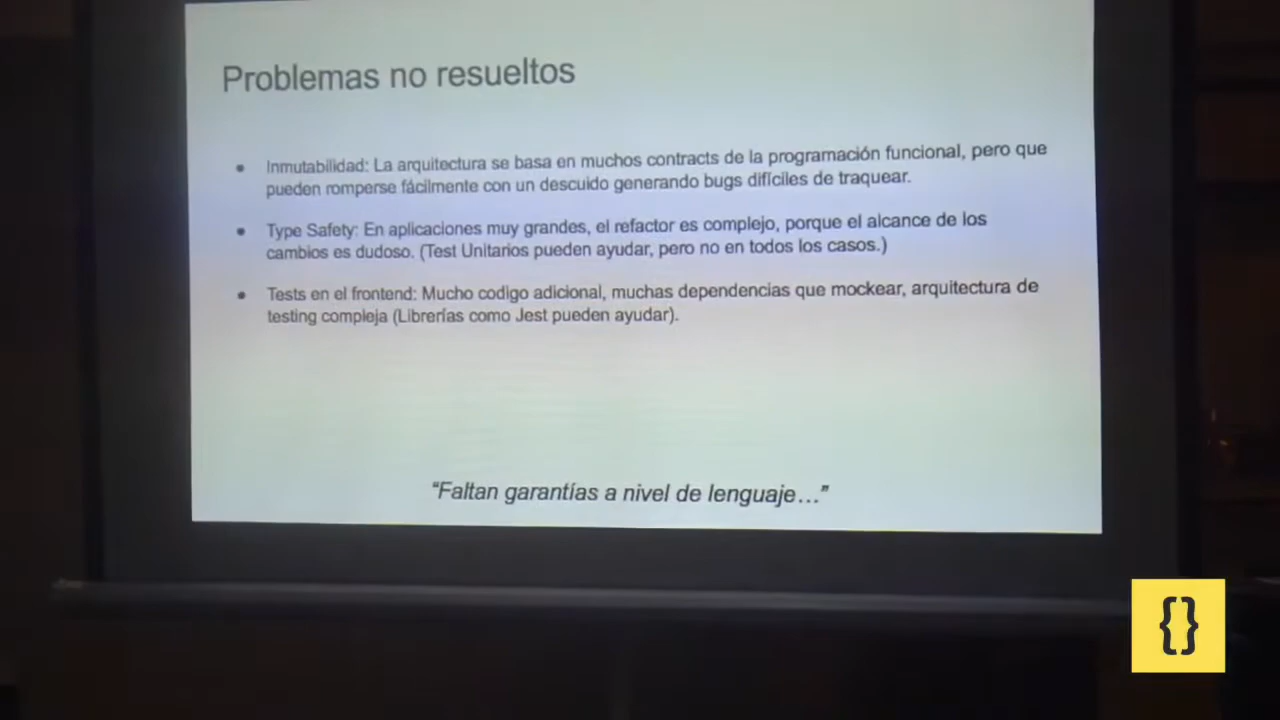 Problemas no resueltos
• Inmutabilidad: La arquitectura se basa en muchos contracts de la programación funcional, pero que
pueden romperse fácilmente con un descuido generando bugs difíciles de traquear.
• Type Safety: En aplicaciones muy grandes, el refactor es complejo, porque el alcance de los
cambios es dudoso. (Test Unitarios pueden ayudar, pero no en todos los casos.)
• Tests en el frontend: Mucho codigo adicional, muchas dependencias que mockear, arquitectura de
testing compleja (Librerías como Jest pueden ayudar).
“Faltan garantías a nivel de lenguaje…”
{}